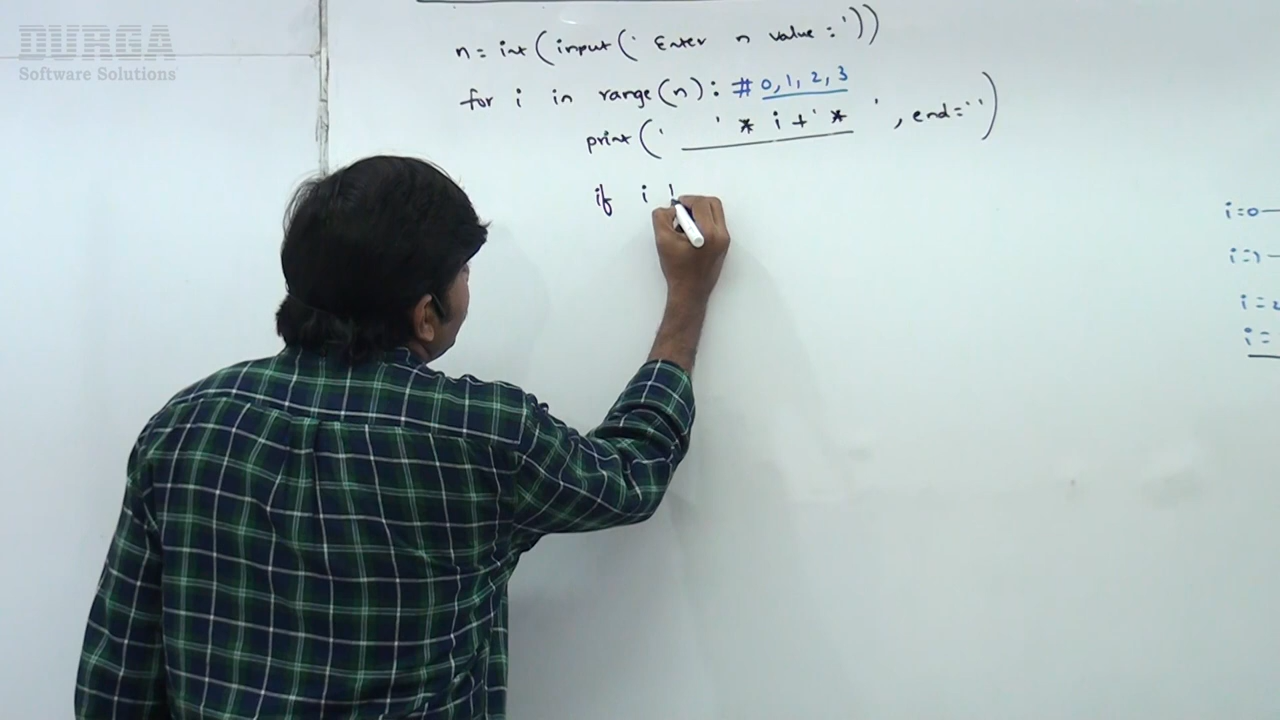 DURGA
Software Solutions
n = int(input('Enter n value:'))
for i in range(n): # 0, 1, 2, 3
print(' ' * i + ' * ', end='')
if i !
i=0
i=1
i=2
i=